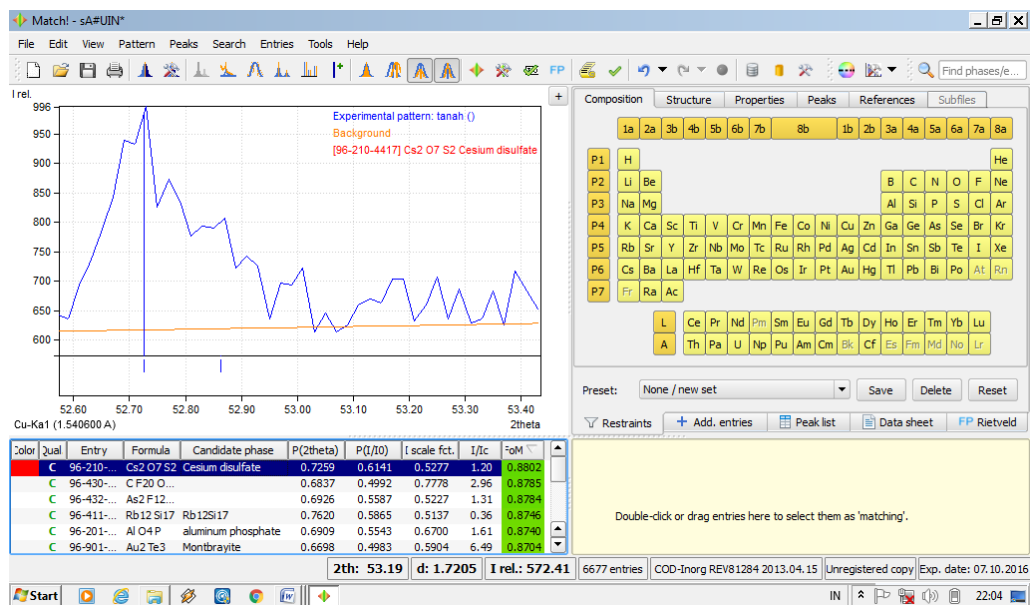 Match! - sA#UIN*
File Edit View Pattern Peaks Search Entries Tools Help
FP
Find phases/e...
I rel.
Experimental pattern: tanah ()
Background
[96-210-4417] Cs2 O7 S2 Cesium disulfate
996
950
900
850
800
750
700
650
600
52.60 52.70 52.80 52.90 53.00 53.10 53.20 53.30 53.40
Cu-Ka1 (1.540600 A) 2theta
Composition Structure Properties Peaks References Subfiles
1a 2a 3b 4b 5b 6b 7b 8b 1b 2b 3a 4a 5a 6a 7a 8a
P1 H He
P2 Li Be B C N O F Ne
P3 Na Mg Al Si P S Cl Ar
P4 K Ca Sc Ti V Cr Mn Fe Co Ni Cu Zn Ga Ge As Se Br Kr
P5 Rb Sr Y Zr Nb Mo Tc Ru Rh Pd Ag Cd In Sn Sb Te I Xe
P6 Cs Ba La Hf Ta W Re Os Ir Pt Au Hg Tl Pb Bi Po At Rn
P7 Fr Ra Ac
L Ce Pr Nd Pm Sm Eu Gd Tb Dy Ho Er Tm Yb Lu
A Th Pa U Np Pu Am Cm Bk Cf Es Fm Md No Lr
Preset: None / new set Save Delete Reset
Restraints + Add. entries Peak list Data sheet FP Rietveld
Color Qual Entry Formula Candidate phase P(2theta) P(I/I0) I scale fct. I/Ic FoM
C 96-210-... Cs2 O7 S2 Cesium disulfate 0.7259 0.6141 0.5277 1.20 0.8802
C 96-430-... C F20 O... 0.6837 0.4992 0.7778 2.96 0.8785
C 96-432-... As2 F12... 0.6926 0.5587 0.5227 1.31 0.8784
C 96-411-... Rb12 Si17 Rb12Si17 0.7620 0.5865 0.5137 0.36 0.8746
C 96-201-... Al O4 P aluminum phosphate 0.6909 0.5543 0.6700 1.61 0.8740
C 96-901-... Au2 Te3 Montbrayite 0.6698 0.4983 0.5904 6.49 0.8704
Double-click or drag entries here to select them as 'matching'.
2th: 53.19 d: 1.7205 I rel.: 572.41 6677 entries COD-Inorg REV81284 2013.04.15 Unregistered copy Exp. date: 07.10.2016
Start IN 22:04